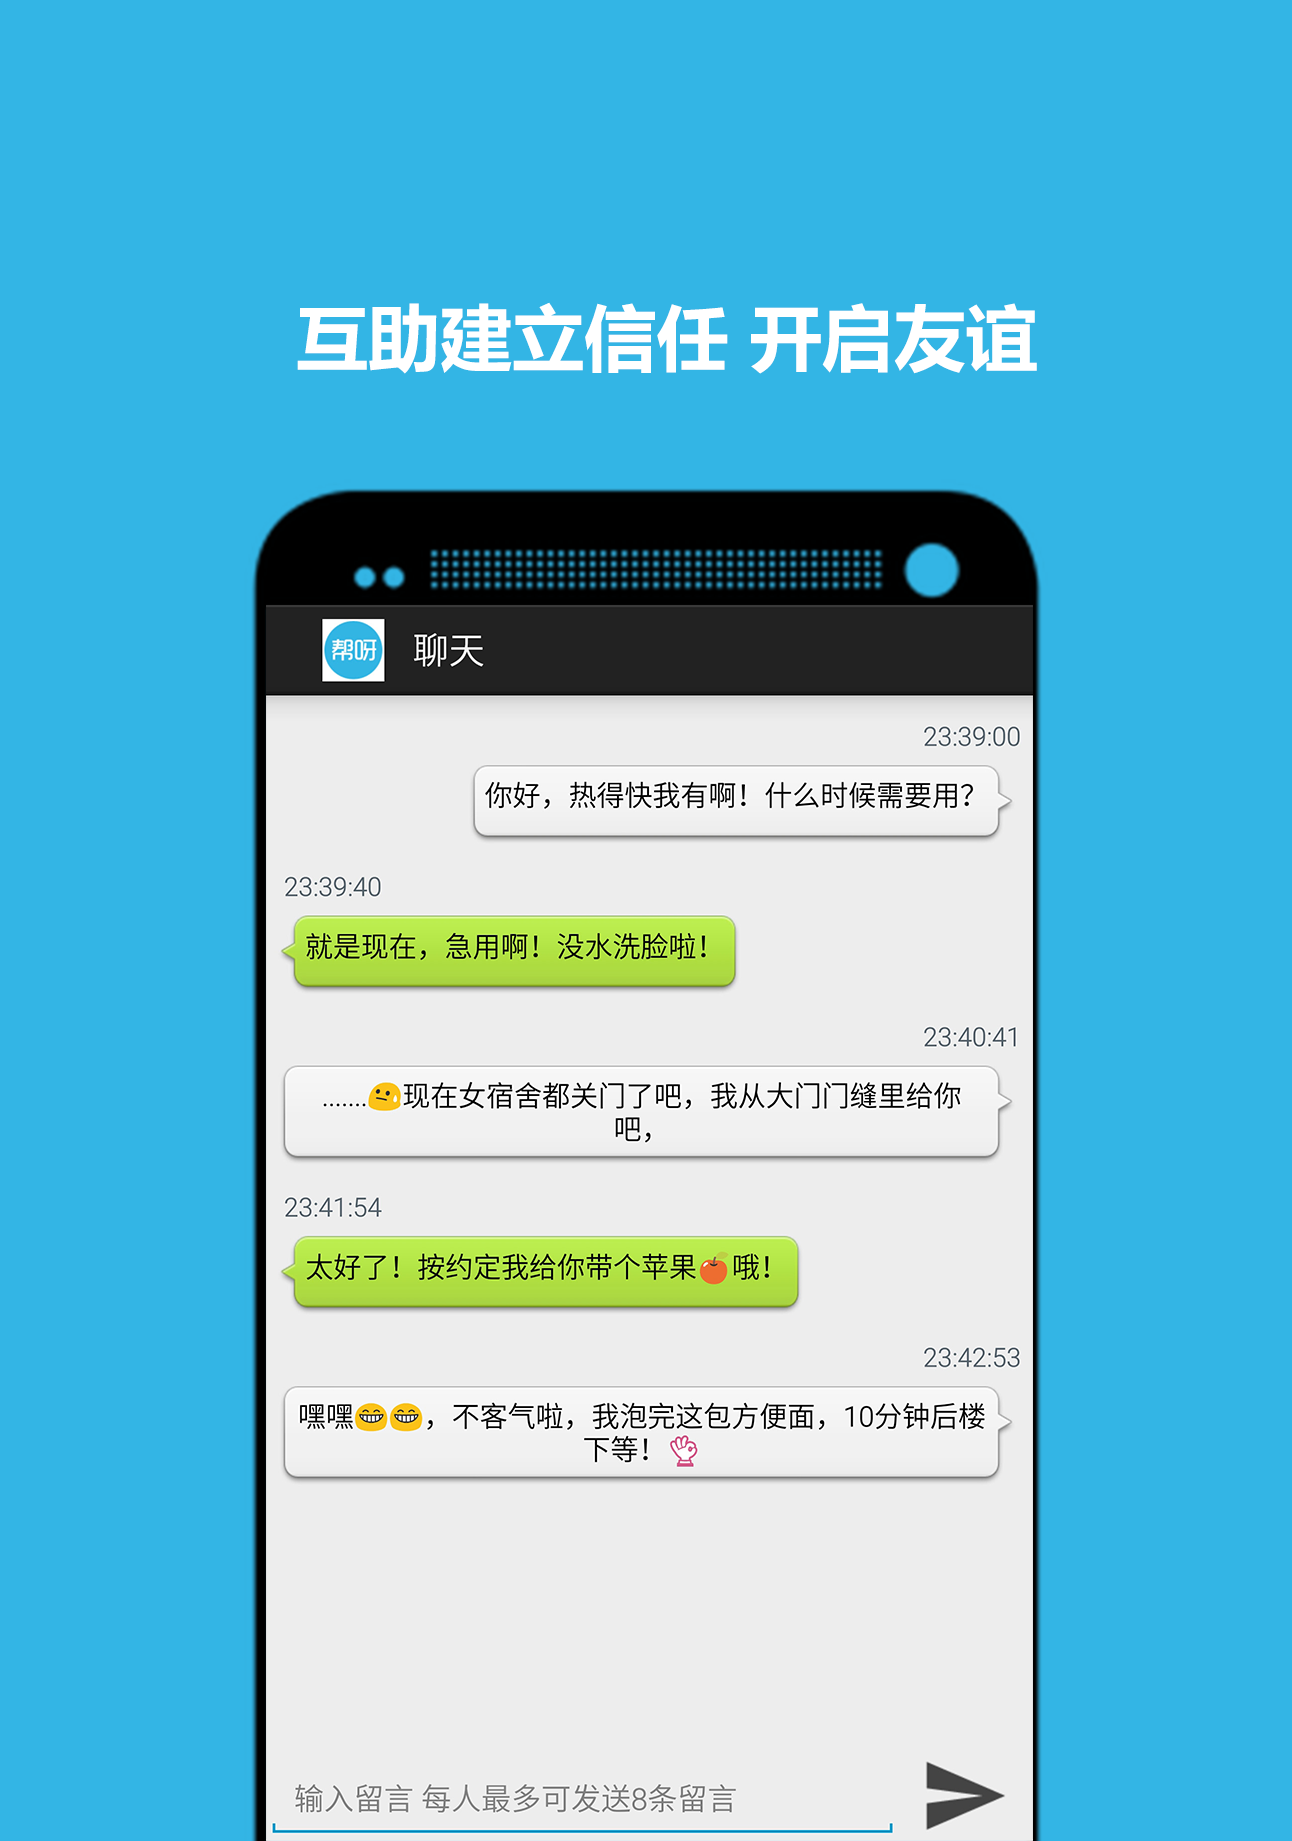 互助建立信任 开启友谊
帮呀 聊天
23:39:00
你好，热得快我有啊！什么时候需要用？
23:39:40
就是现在，急用啊！没水洗脸啦！
23:40:41
.......😓现在女宿舍都关门了吧，我从大门门缝里给你
吧，
23:41:54
太好了！按约定我给你带个苹果🍎哦！
23:42:53
嘿嘿😁😁，不客气啦，我泡完这包方便面，10分钟后楼
下等！👌
输入留言 每人最多可发送8条留言